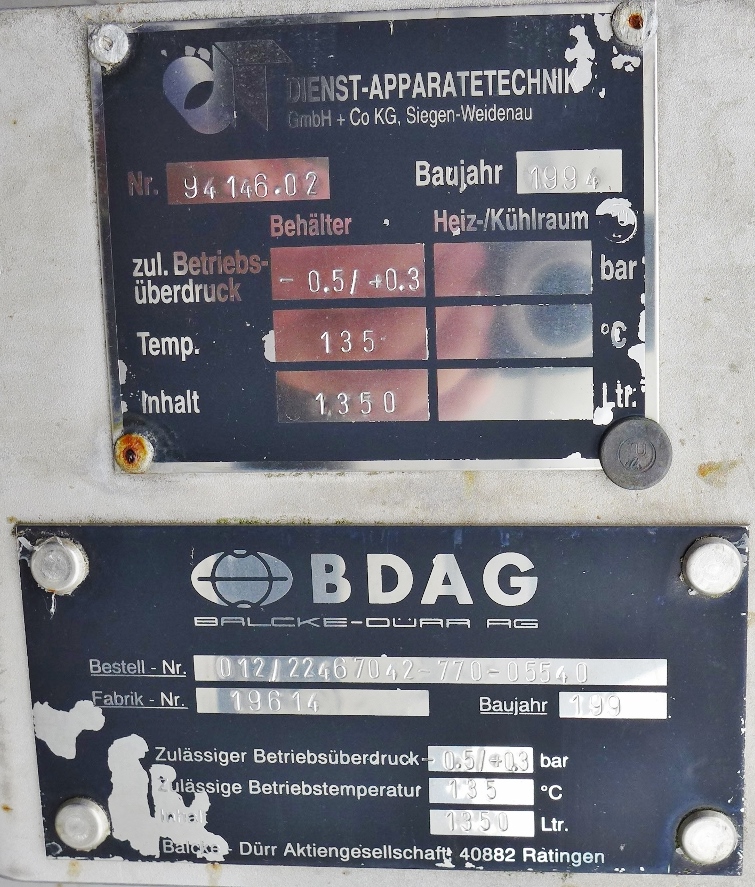 DIENST-APPARATETECHNIK
GmbH + Co KG, Siegen-Weidenau
Nr. 94146.02 Baujahr 1994
Behälter Heiz-/Kühlraum
zul. Betriebs-
überdruck - 0.5/ +0.3 bar
Temp. 135 °C
Inhalt 1350 Ltr.
BDAG
BALCKE-DÜRR AG
Bestell - Nr. 012/22467042-770-05540
Fabrik - Nr. 19614 Baujahr 199
Zulässiger Betriebsüberdruck - 0.5/+0.3 bar
Zulässige Betriebstemperatur 135 °C
Inhalt 1350 Ltr.
Balcke - Dürr Aktiengesellschaft 40882 Ratingen